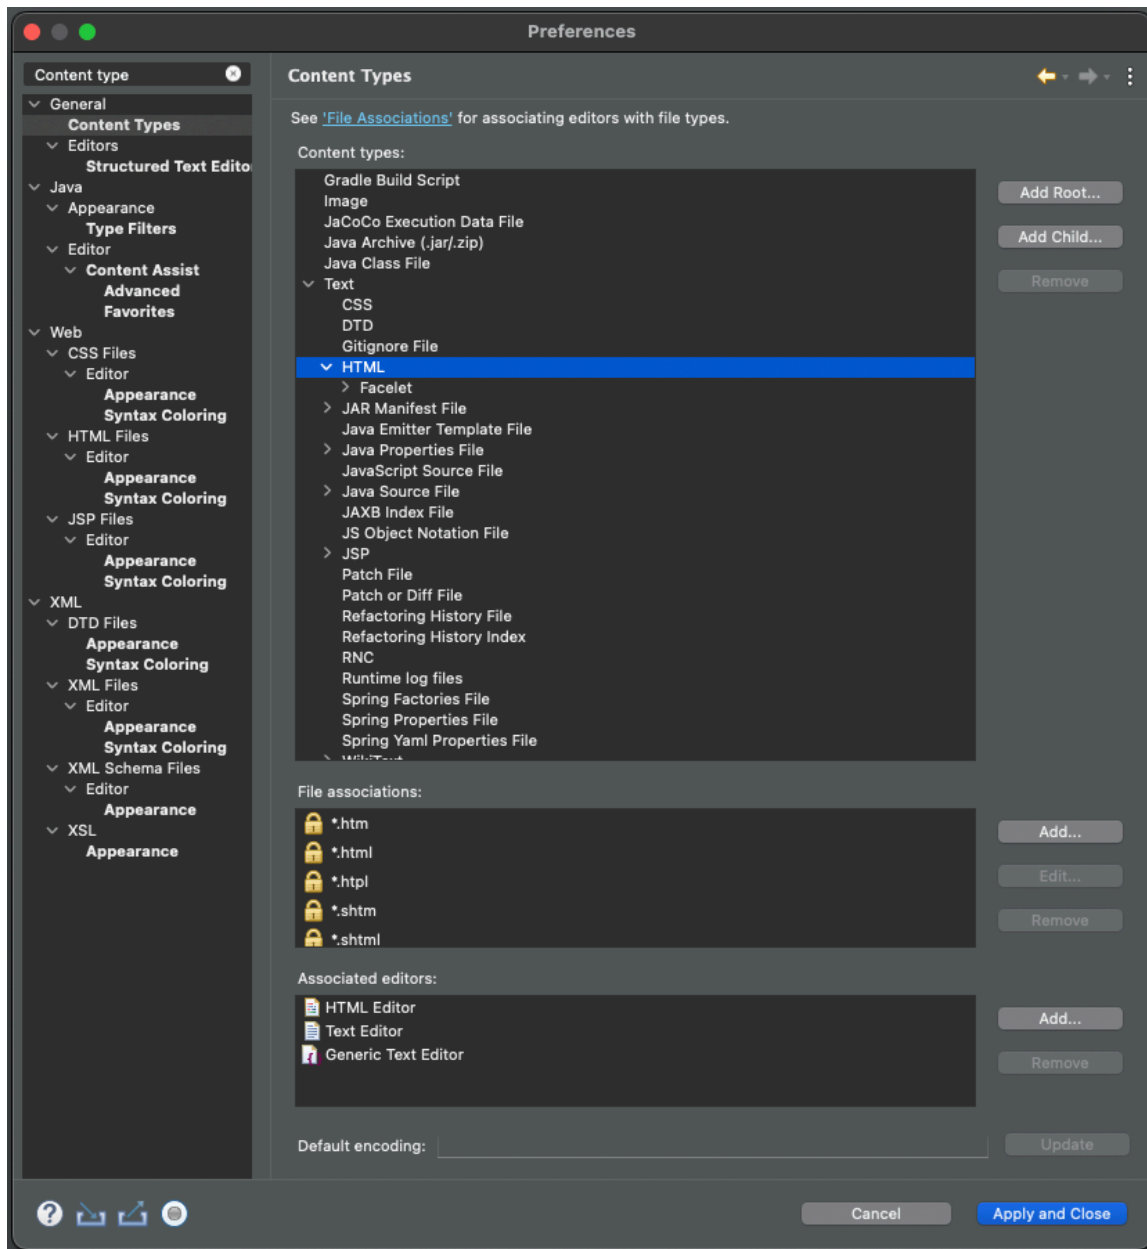 Preferences
Content type
General
Content Types
Editors
Structured Text Edito
Java
Appearance
Type Filters
Editor
Content Assist
Advanced
Favorites
Web
CSS Files
Editor
Appearance
Syntax Coloring
HTML Files
Editor
Appearance
Syntax Coloring
JSP Files
Editor
Appearance
Syntax Coloring
XML
DTD Files
Appearance
Syntax Coloring
XML Files
Editor
Appearance
Syntax Coloring
XML Schema Files
Editor
Appearance
XSL
Appearance
Content Types
See 'File Associations' for associating editors with file types.
Content types:
Gradle Build Script
Image
JaCoCo Execution Data File
Java Archive (.jar/.zip)
Java Class File
Text
CSS
DTD
Gitignore File
HTML
Facelet
JAR Manifest File
Java Emitter Template File
Java Properties File
JavaScript Source File
Java Source File
JAXB Index File
JS Object Notation File
JSP
Patch File
Patch or Diff File
Refactoring History File
Refactoring History Index
RNC
Runtime log files
Spring Factories File
Spring Properties File
Spring Yaml Properties File
WikiText
Add Root...
Add Child...
Remove
File associations:
*.htm
*.html
*.htpl
*.shtm
*.shtml
Add...
Edit...
Remove
Associated editors:
HTML Editor
Text Editor
Generic Text Editor
Add...
Remove
Default encoding:
Update
Cancel
Apply and Close